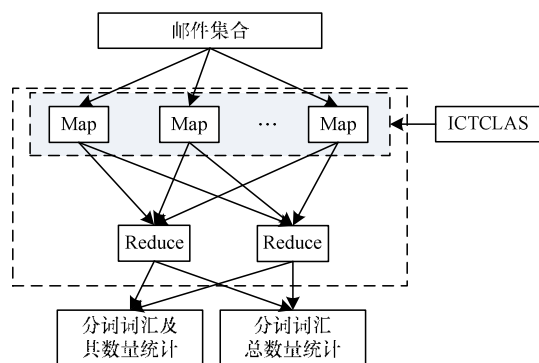 邮件集合
Map
Map
…
Map
ICTCLAS
Reduce
Reduce
分词词汇及
其数量统计
分词词汇
总数量统计